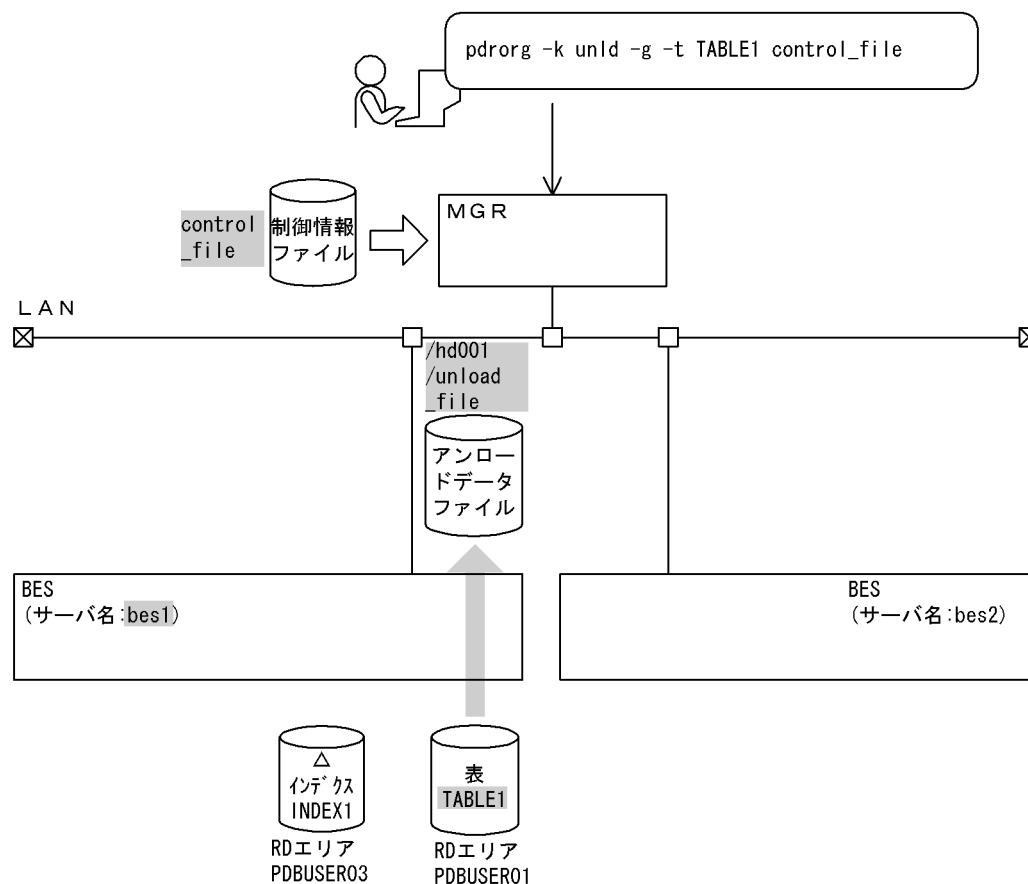 pdrorg -k unld -g -t TABLE1 control_file
MGR
control
_file
制御情報
ファイル
LAN
/hd001
/unload
_file
アンロー
ドデータ
ファイル
BES
(サーバ名:bes1)
BES
(サーバ名:bes2)
△
インデクス
INDEX1
表
TABLE1
RDエリア
PDBUSER03
RDエリア
PDBUSER01